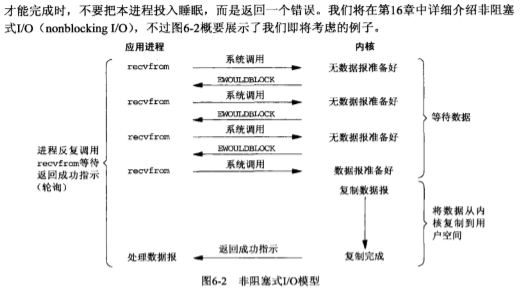 才能完成时，不要把本进程投入睡眠，而是返回一个错误。我们将在第16章中详细介绍非阻塞
式I/O（nonblocking I/O），不过图6-2概要展示了我们即将考虑的例子。
应用进程 内核
recvfrom 系统调用 无数据报准备好
EWOULDBLOCK
recvfrom 系统调用 无数据报准备好
EWOULDBLOCK
等待数据
recvfrom 系统调用 无数据报准备好
EWOULDBLOCK
进程反复调用
recvfrom等待
返回成功指示
（轮询）
recvfrom 系统调用 数据报准备好
复制数据报
将数据从内
核复制到用
户空间
处理数据报 返回成功指示 复制完成
图6-2 非阻塞式I/O模型